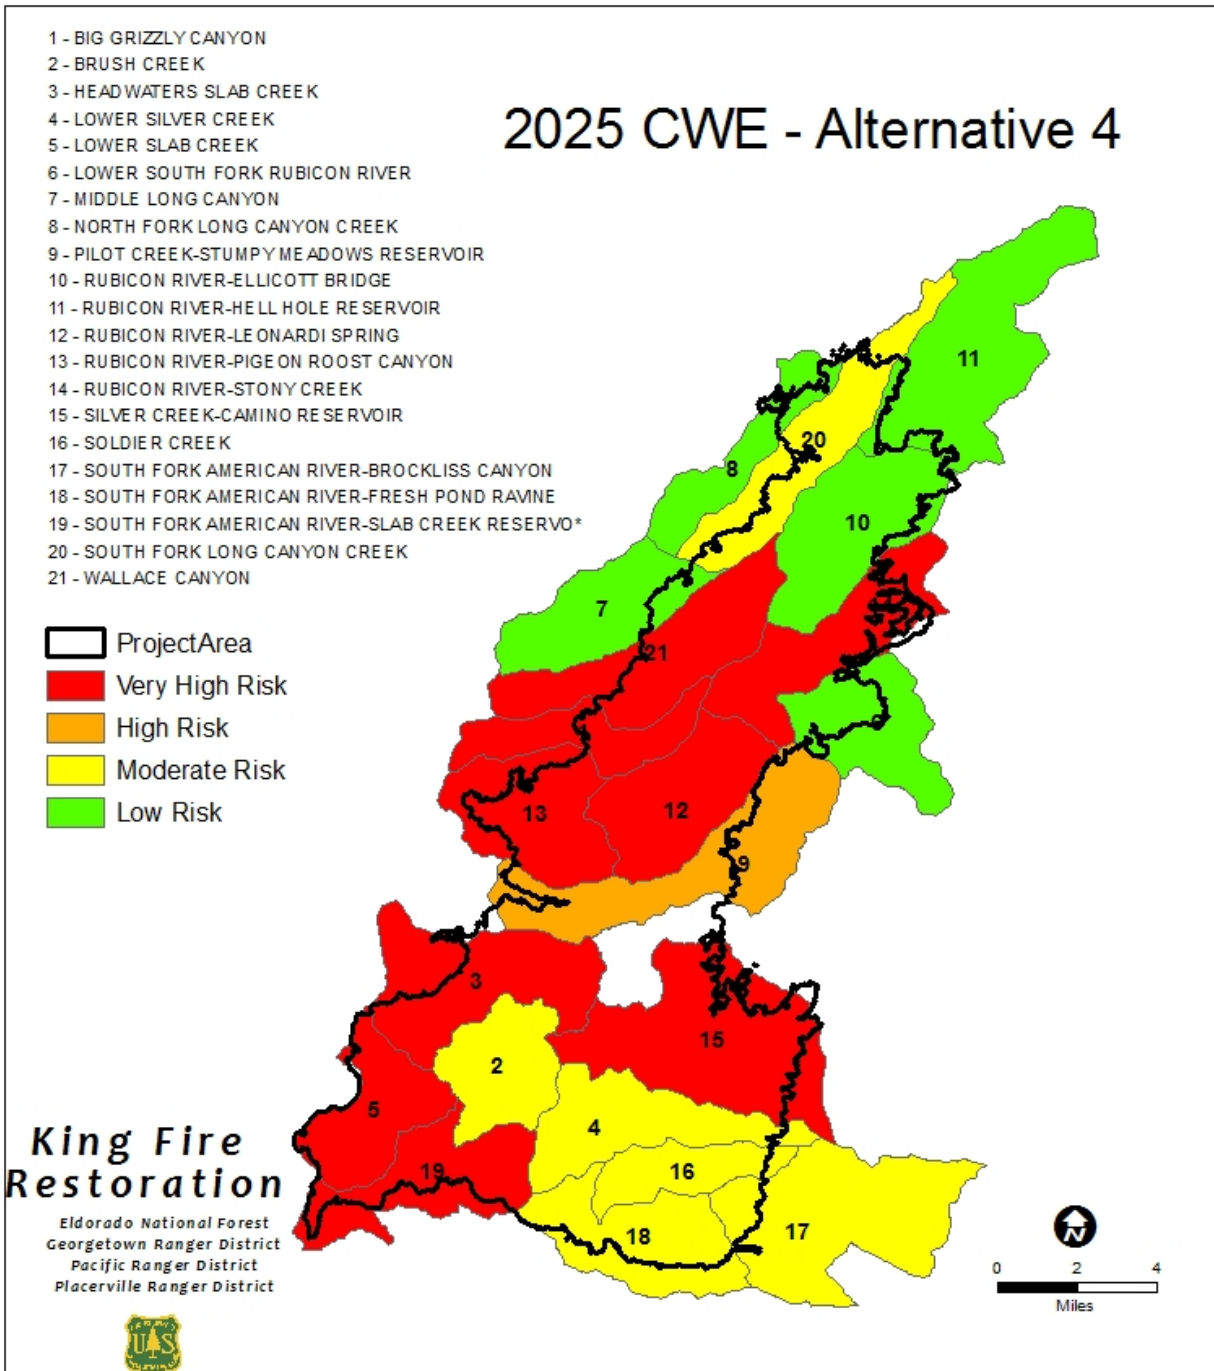 1 - BIG GRIZZLY CANYON
2 - BRUSH CREEK
3 - HEADWATERS SLAB CREEK
4 - LOWER SILVER CREEK
5 - LOWER SLAB CREEK
6 - LOWER SOUTH FORK RUBICON RIVER
7 - MIDDLE LONG CANYON
8 - NORTH FORK LONG CANYON CREEK
9 - PILOT CREEK-STUMPY MEADOWS RESERVOIR
10 - RUBICON RIVER-ELLICOTT BRIDGE
11 - RUBICON RIVER-HELL HOLE RESERVOIR
12 - RUBICON RIVER-LEONARDI SPRING
13 - RUBICON RIVER-PIGEON ROOST CANYON
14 - RUBICON RIVER-STONY CREEK
15 - SILVER CREEK-CAMINO RESERVOIR
16 - SOLDIER CREEK
17 - SOUTH FORK AMERICAN RIVER-BROCKLISS CANYON
18 - SOUTH FORK AMERICAN RIVER-FRESH POND RAVINE
19 - SOUTH FORK AMERICAN RIVER-SLAB CREEK RESERVO*
20 - SOUTH FORK LONG CANYON CREEK
21 - WALLACE CANYON
2025 CWE - Alternative 4
ProjectArea
Very High Risk
High Risk
Moderate Risk
Low Risk
11
20
8
10
7
21
13
12
9
3
15
2
5
4
19
16
18
17
King Fire
Restoration
Eldorado National Forest
Georgetown Ranger District
Pacific Ranger District
Placerville Ranger District
N
0 2 4
Miles
U S